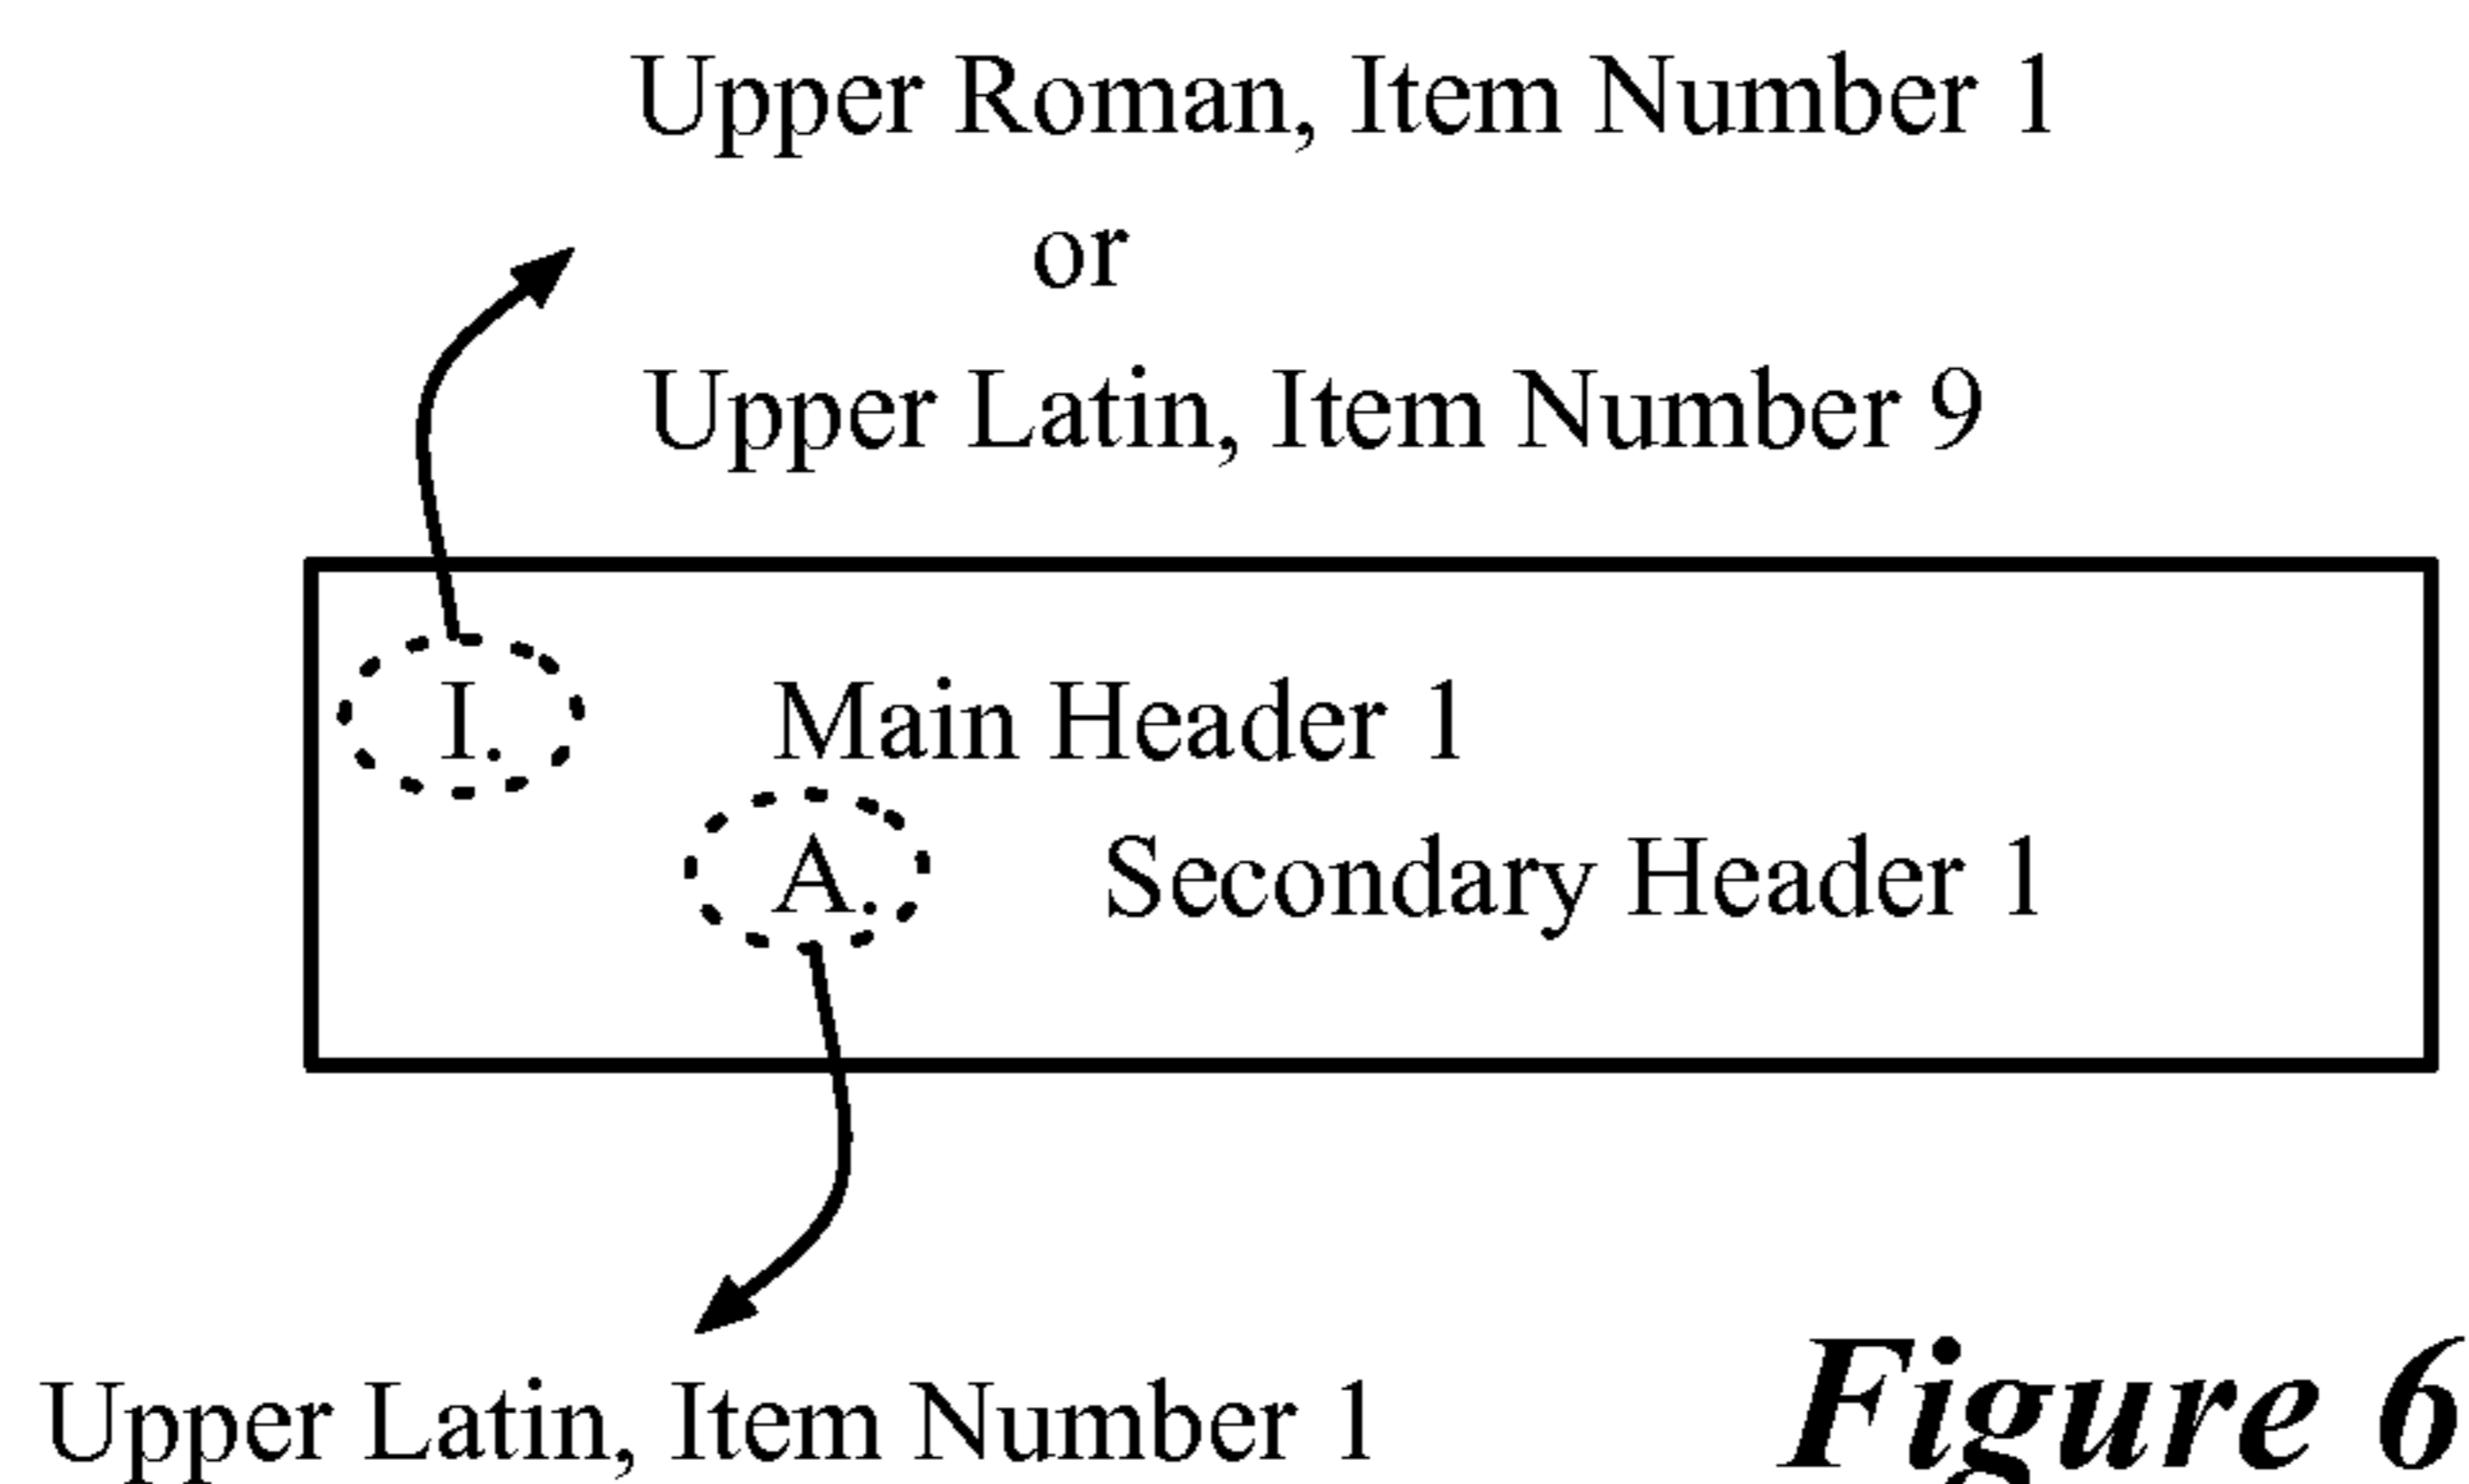 Upper Roman, Item Number 1
or
Upper Latin, Item Number 9
I. Main Header 1
A. Secondary Header 1
Upper Latin, Item Number 1
Figure 6